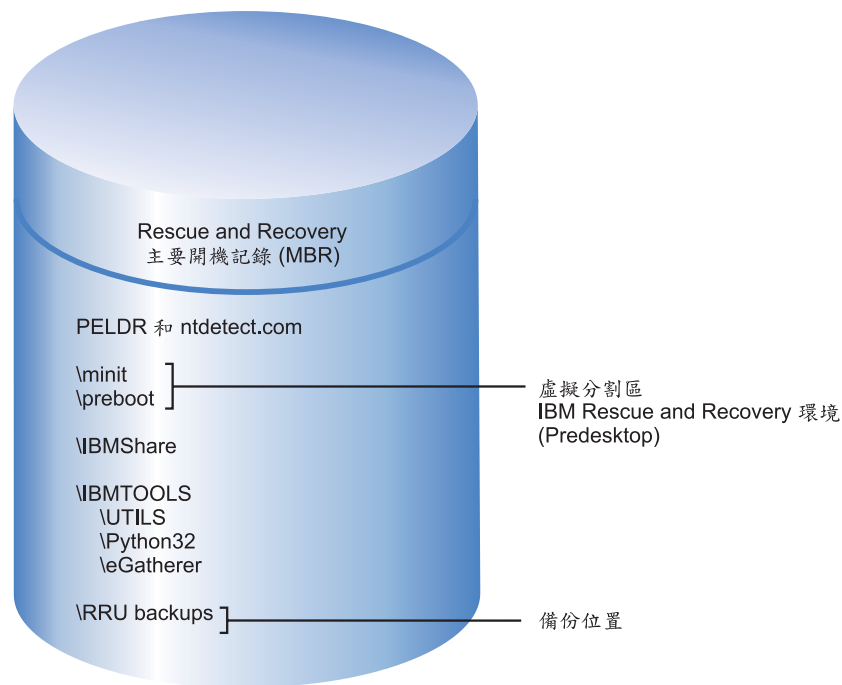 Rescue and Recovery
主要開機記錄 (MBR)
PELDR 和 ntdetect.com
\minit
\preboot
虛擬分割區
IBM Rescue and Recovery 環境
(Predesktop)
\IBMShare
\IBMTOOLS
\UTILS
\Python32
\eGatherer
\RRU backups
備份位置